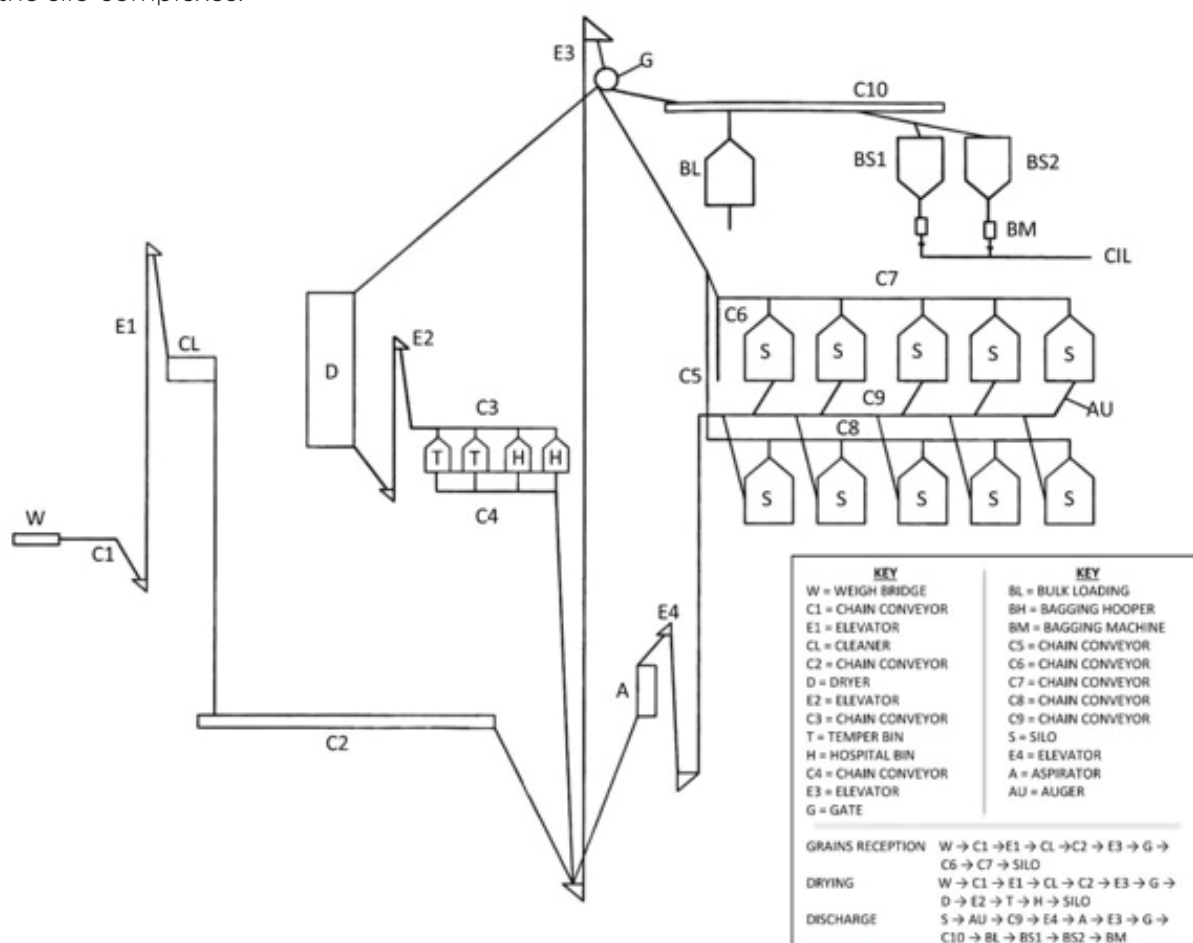 the silo complexes.
E3
G
C10
BL
BS1
BS2
BM
CIL
E1
CL
D
E2
C3
T T H H
C4
W
C1
C2
C7
C6
S S S S S
C5
C9
AU
C8
S S S S S
E4
A
KEY
W = WEIGH BRIDGE
C1 = CHAIN CONVEYOR
E1 = ELEVATOR
CL = CLEANER
C2 = CHAIN CONVEYOR
D = DRYER
E2 = ELEVATOR
C3 = CHAIN CONVEYOR
T = TEMPER BIN
H = HOSPITAL BIN
C4 = CHAIN CONVEYOR
E3 = ELEVATOR
G = GATE
KEY
BL = BULK LOADING
BH = BAGGING HOOPER
BM = BAGGING MACHINE
C5 = CHAIN CONVEYOR
C6 = CHAIN CONVEYOR
C7 = CHAIN CONVEYOR
C8 = CHAIN CONVEYOR
C9 = CHAIN CONVEYOR
S = SILO
E4 = ELEVATOR
A = ASPIRATOR
AU = AUGER
GRAINS RECEPTION W → C1 →E1 → CL →C2 → E3 → G →
C6 → C7 → SILO
DRYING W → C1 → E1 → CL → C2 → E3 → G →
D → E2 → T → H → SILO
DISCHARGE S → AU → C9 → E4 → A → E3 → G →
C10 → BL → BS1 → BS2 → BM